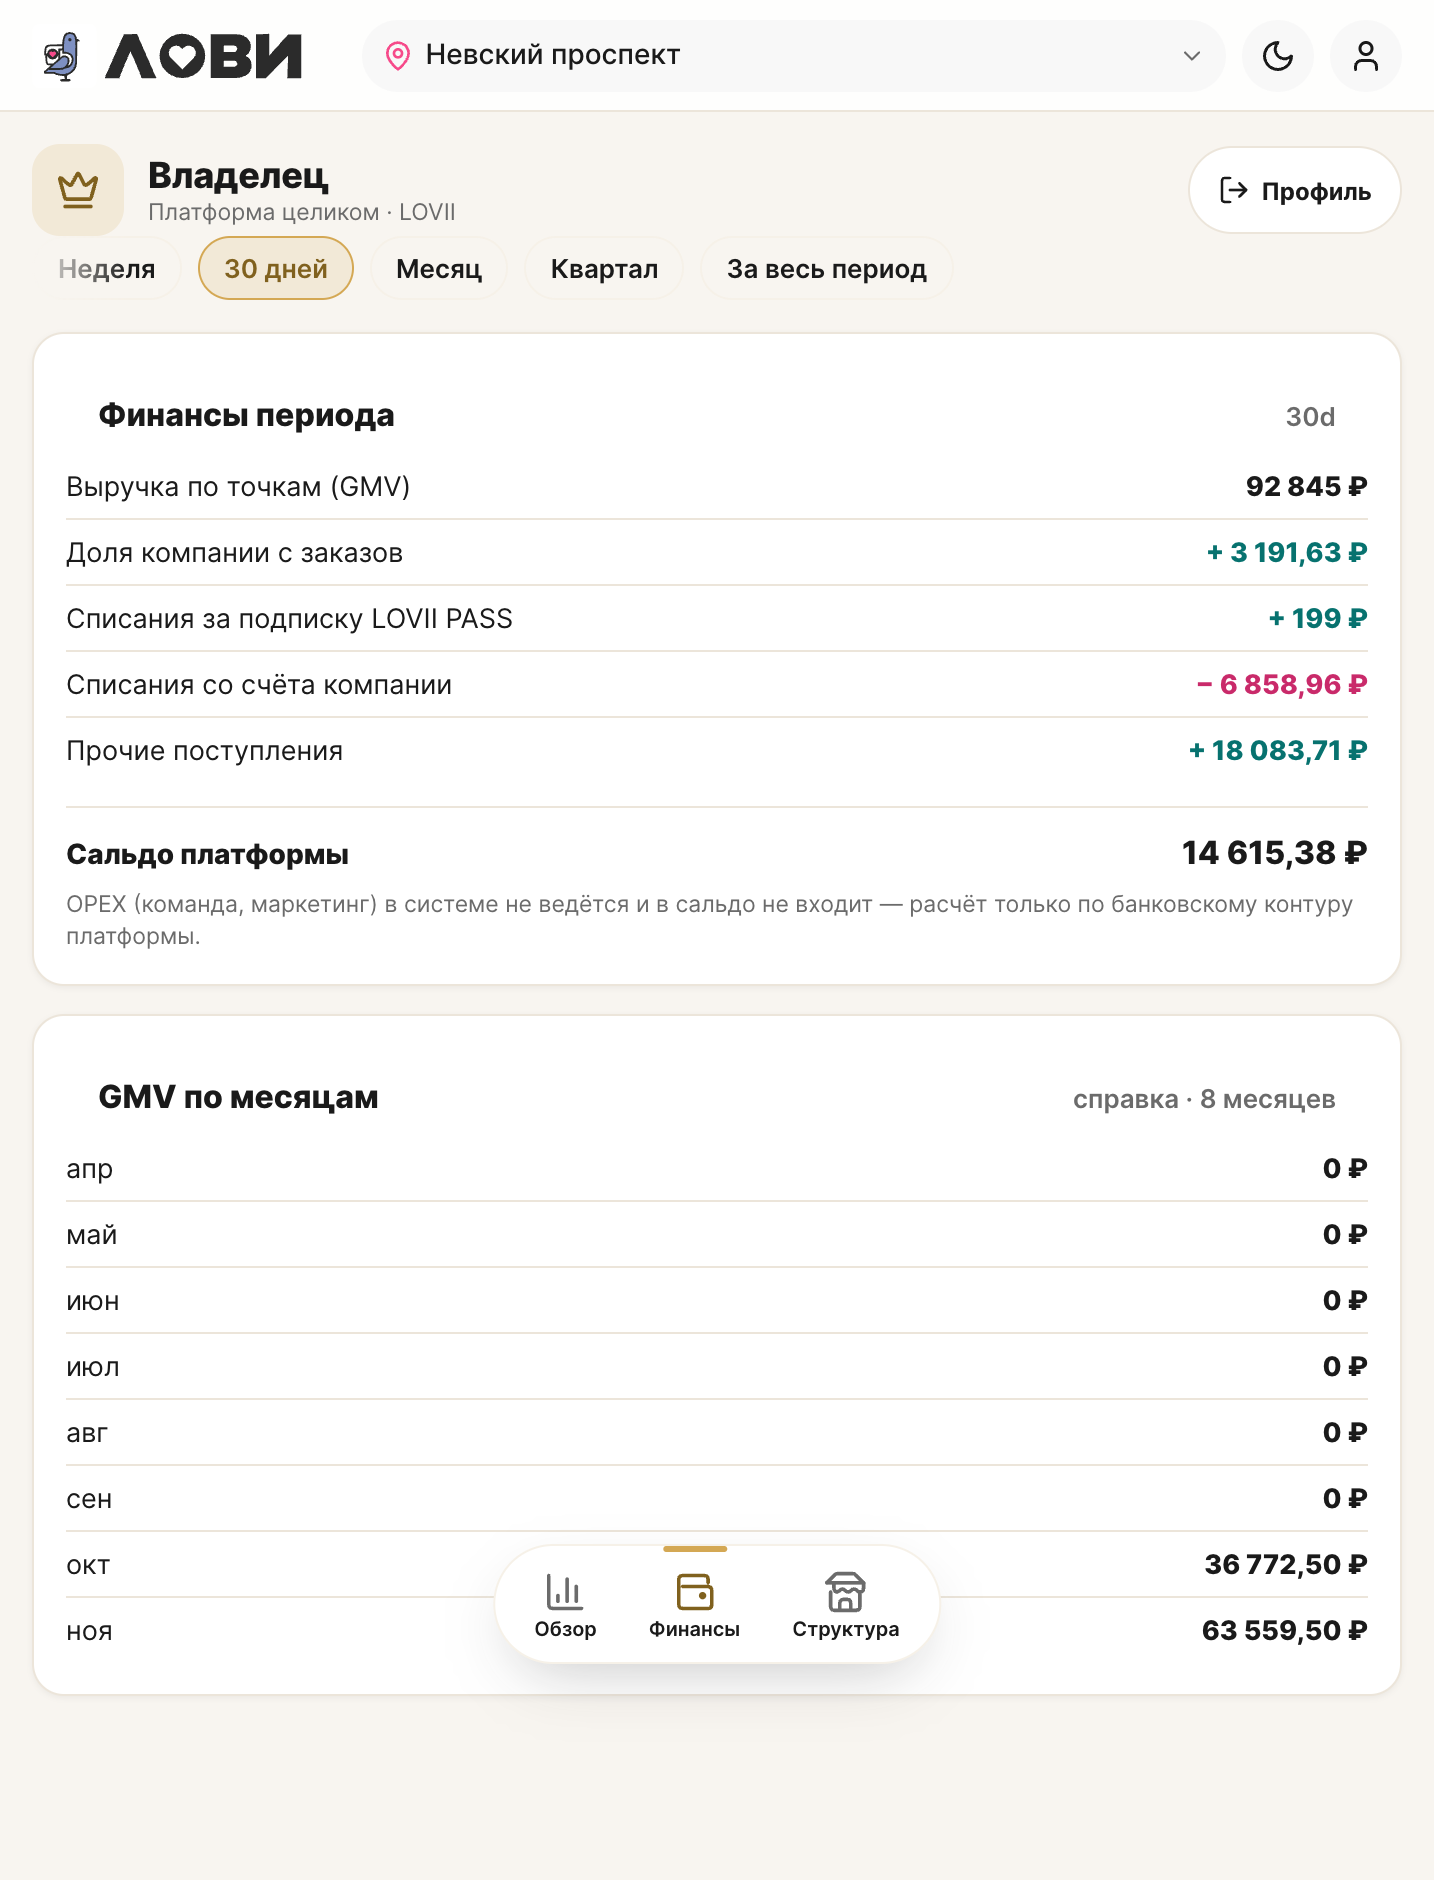 ЛОВИ
Невский проспект
Владелец
Платформа целиком · LOVII
Профиль
Неделя
30 дней
Месяц
Квартал
За весь период
Финансы периода
30d
Выручка по точкам (GMV)
92 845 ₽
Доля компании с заказов
+ 3 191,63 ₽
Списания за подписку LOVII PASS
+ 199 ₽
Списания со счёта компании
− 6 858,96 ₽
Прочие поступления
+ 18 083,71 ₽
Сальдо платформы
14 615,38 ₽
OPEX (команда, маркетинг) в системе не ведётся и в сальдо не входит — расчёт только по банковскому контуру
платформы.
GMV по месяцам
справка · 8 месяцев
апр
0 ₽
май
0 ₽
июн
0 ₽
июл
0 ₽
авг
0 ₽
сен
0 ₽
окт
36 772,50 ₽
ноя
63 559,50 ₽
Обзор
Финансы
Структура